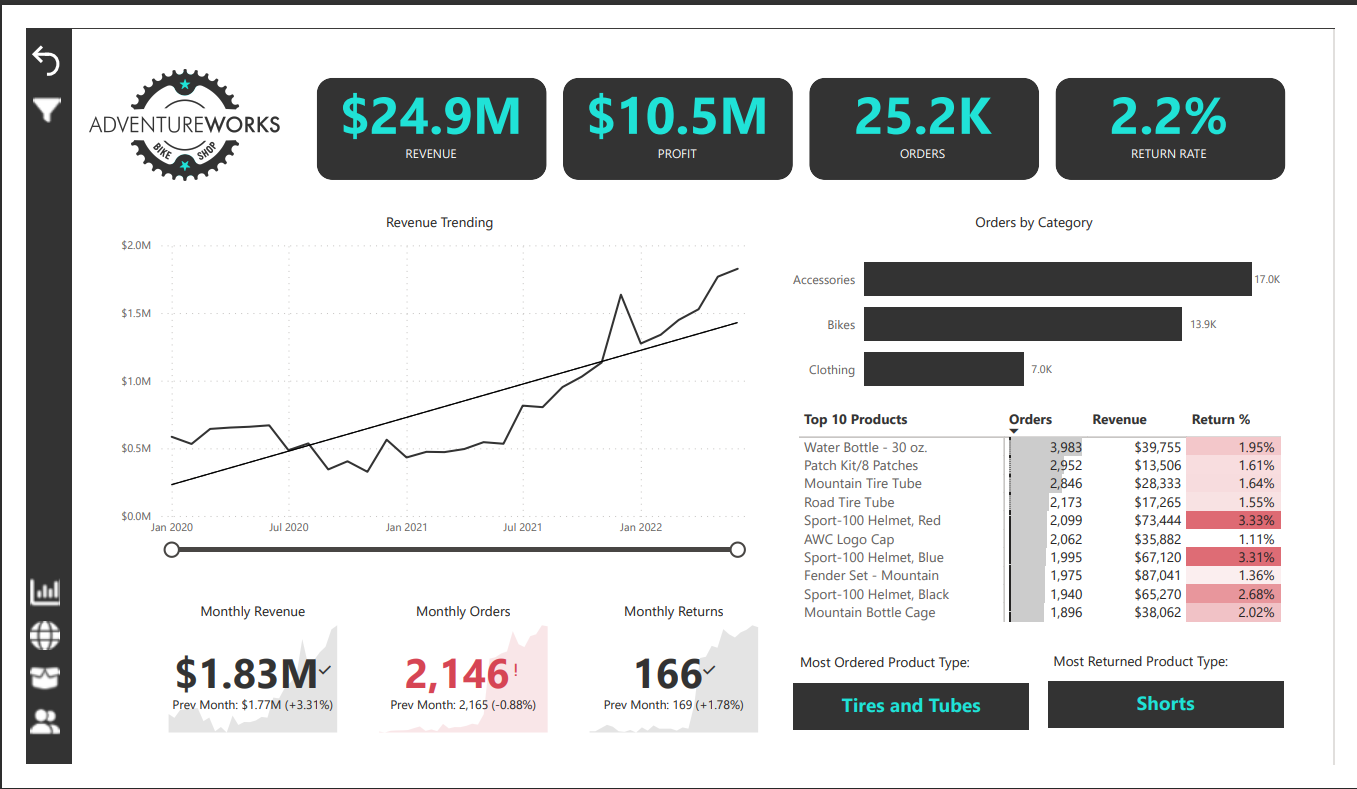 ADVENTUREWORKS
BIKE SHOP
$24.9M
REVENUE
$10.5M
PROFIT
25.2K
ORDERS
2.2%
RETURN RATE
Revenue Trending
$2.0M
$1.5M
$1.0M
$0.5M
$0.0M
Jan 2020 Jul 2020 Jan 2021 Jul 2021 Jan 2022
Orders by Category
Accessories 17.0K
Bikes 13.9K
Clothing 7.0K
Top 10 Products Orders Revenue Return %
Water Bottle - 30 oz. 3,983 $39,755 1.95%
Patch Kit/8 Patches 2,952 $13,506 1.61%
Mountain Tire Tube 2,846 $28,333 1.64%
Road Tire Tube 2,173 $17,265 1.55%
Sport-100 Helmet, Red 2,099 $73,444 3.33%
AWC Logo Cap 2,062 $35,882 1.11%
Sport-100 Helmet, Blue 1,995 $67,120 3.31%
Fender Set - Mountain 1,975 $87,041 1.36%
Sport-100 Helmet, Black 1,940 $65,270 2.68%
Mountain Bottle Cage 1,896 $38,062 2.02%
Monthly Revenue
$1.83M✓
Prev Month: $1.77M (+3.31%)
Monthly Orders
2,146!
Prev Month: 2,165 (-0.88%)
Monthly Returns
166✓
Prev Month: 169 (+1.78%)
Most Ordered Product Type:
Tires and Tubes
Most Returned Product Type:
Shorts